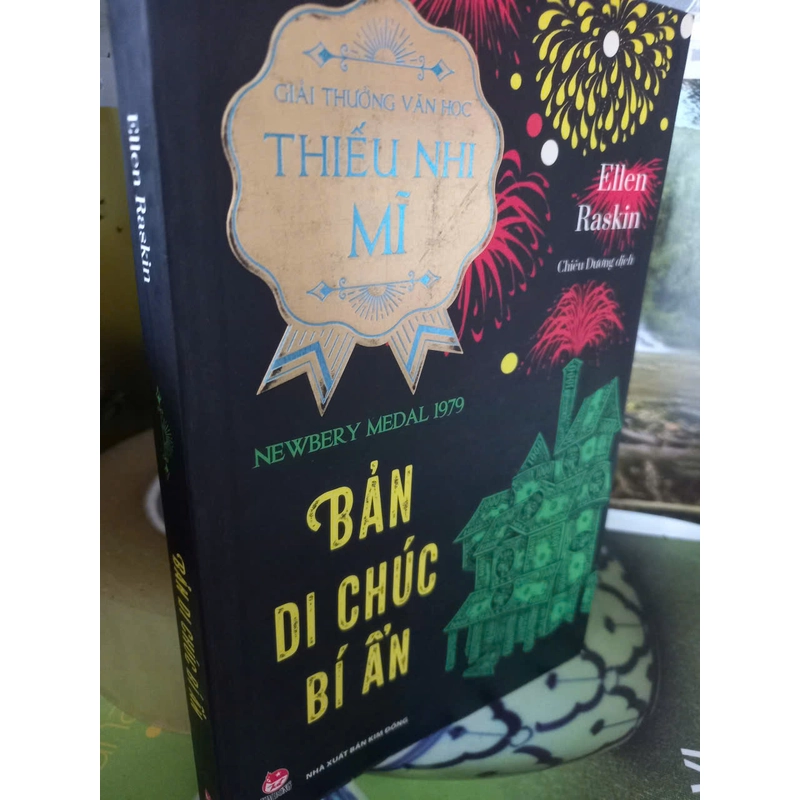 GIẢI THƯỞNG VĂN HỌC
THIẾU NHI
MĨ
Ellen
Raskin
Chiêu Dương dịch
NEWBERY MEDAL 1979
BẢN
DI CHÚC
BÍ ẨN
NHÀ XUẤT BẢN KIM ĐỒNG
Ellen Raskin
BẢN DI CHÚC BÍ ẨN